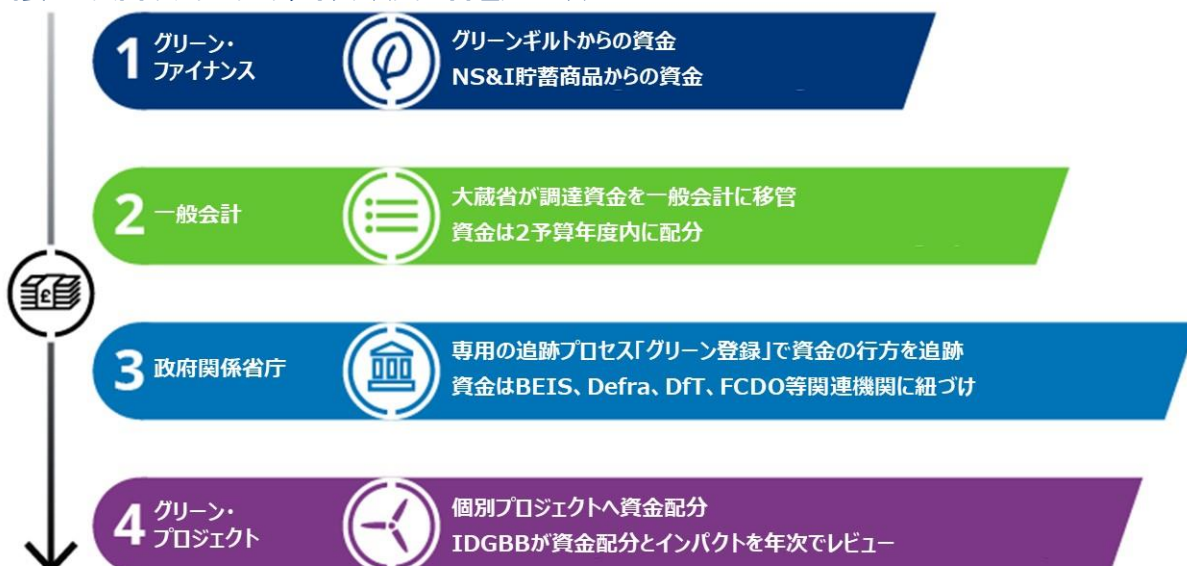 1
グリーン・
ファイナンス
グリーンギルトからの資金
NS&I貯蓄商品からの資金
2 一般会計
大蔵省が調達資金を一般会計に移管
資金は2予算年度内に配分
£
3 政府関係省庁
専用の追跡プロセス「グリーン登録」で資金の行方を追跡
資金はBEIS、Defra、DfT、FCDO等関連機関に紐づけ
4
グリーン・
プロジェクト
個別プロジェクトへ資金配分
IDGBBが資金配分とインパクトを年次でレビュー